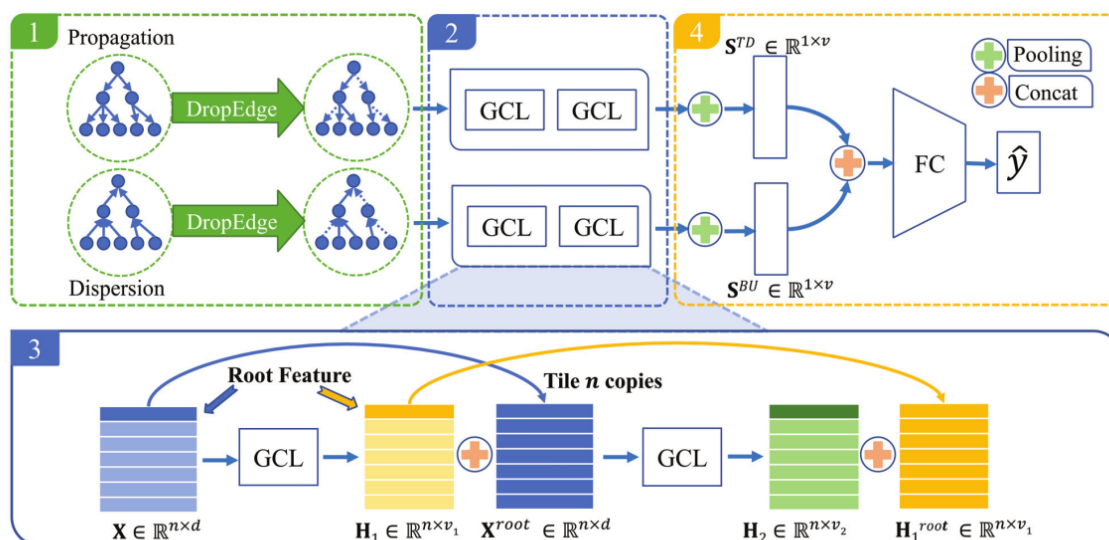 1
Propagation
DropEdge
DropEdge
Dispersion
2
GCL GCL
GCL GCL
4
S^{TD} ∈ ℝ^{1×v}
Pooling
Concat
FC
ŷ
S^{BU} ∈ ℝ^{1×v}
3
Root Feature
Tile n copies
GCL
GCL
X ∈ ℝ^{n×d}
H_1 ∈ ℝ^{n×v_1}
X^{root} ∈ ℝ^{n×d}
H_2 ∈ ℝ^{n×v_2}
H_1^{root} ∈ ℝ^{n×v_1}